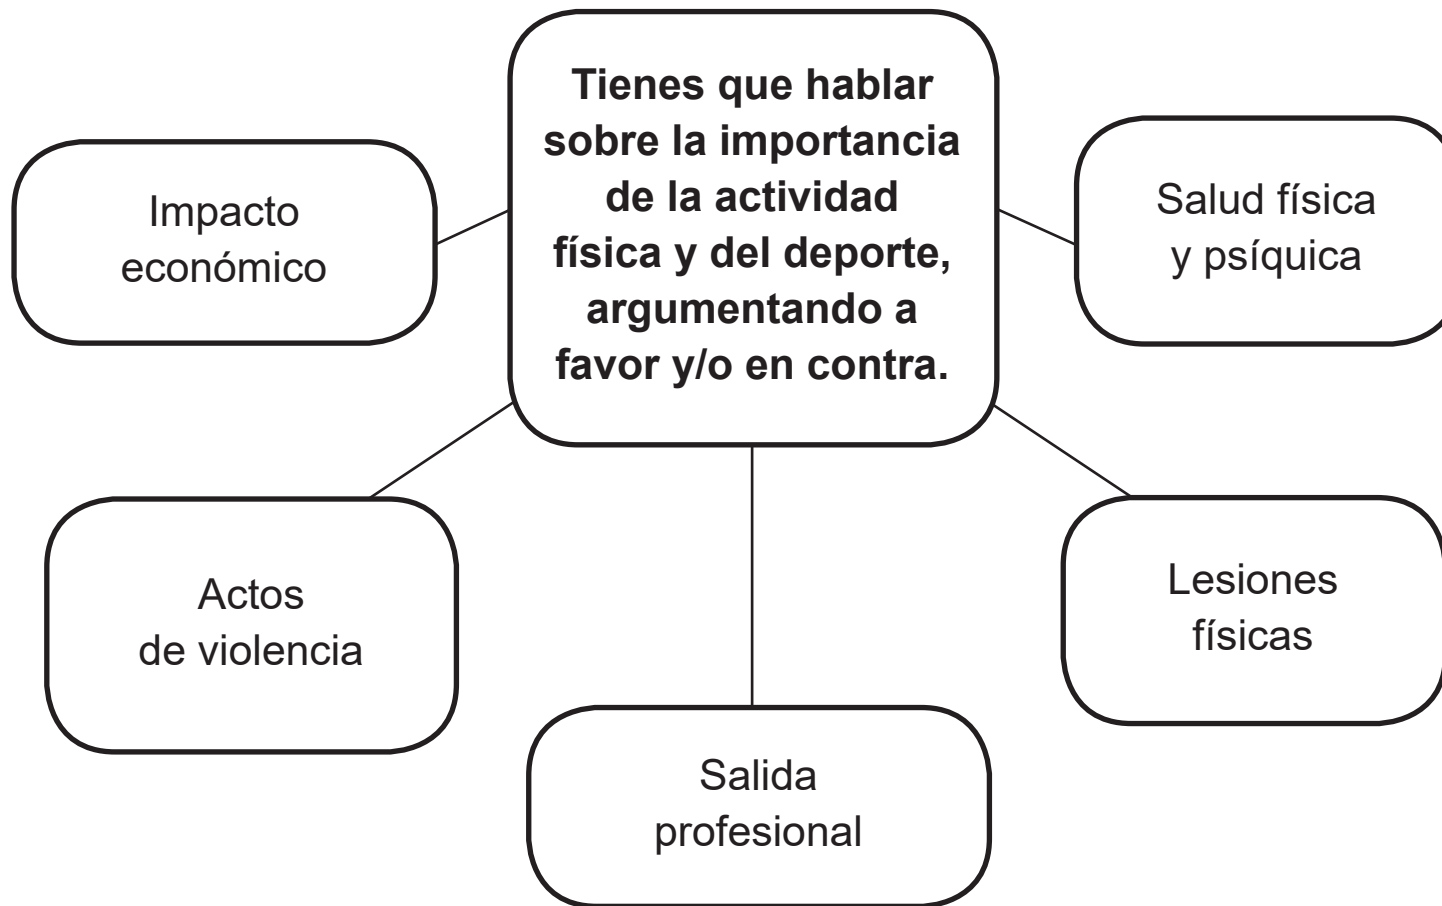 Tienes que hablar
sobre la importancia
de la actividad
física y del deporte,
argumentando a
favor y/o en contra.
Impacto
económico
Salud física
y psíquica
Actos
de violencia
Lesiones
físicas
Salida
profesional